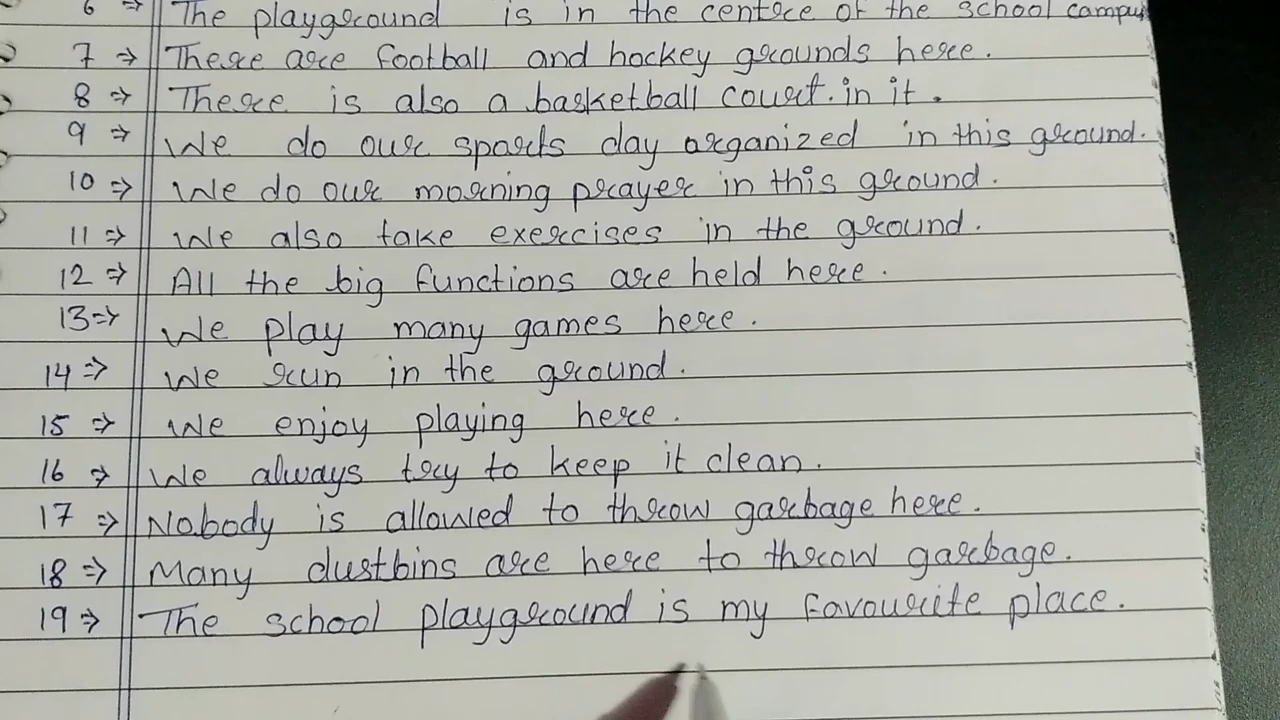 6 ⇒ The playground is in the centre of the school campus
7 ⇒ There are football and hockey grounds here.
8 ⇒ There is also a basketball court. in it.
9 ⇒ We do our sports day organized in this ground.
10 ⇒ We do our morning prayer in this ground.
11 ⇒ We also take exercises in the ground.
12 ⇒ All the big functions are held here.
13 ⇒ We play many games here.
14 ⇒ We run in the ground.
15 ⇒ We enjoy playing here.
16 ⇒ We always try to keep it clean.
17 ⇒ Nobody is allowed to throw garbage here.
18 ⇒ Many dustbins are here to throw garbage.
19 ⇒ The school playground is my favourite place.